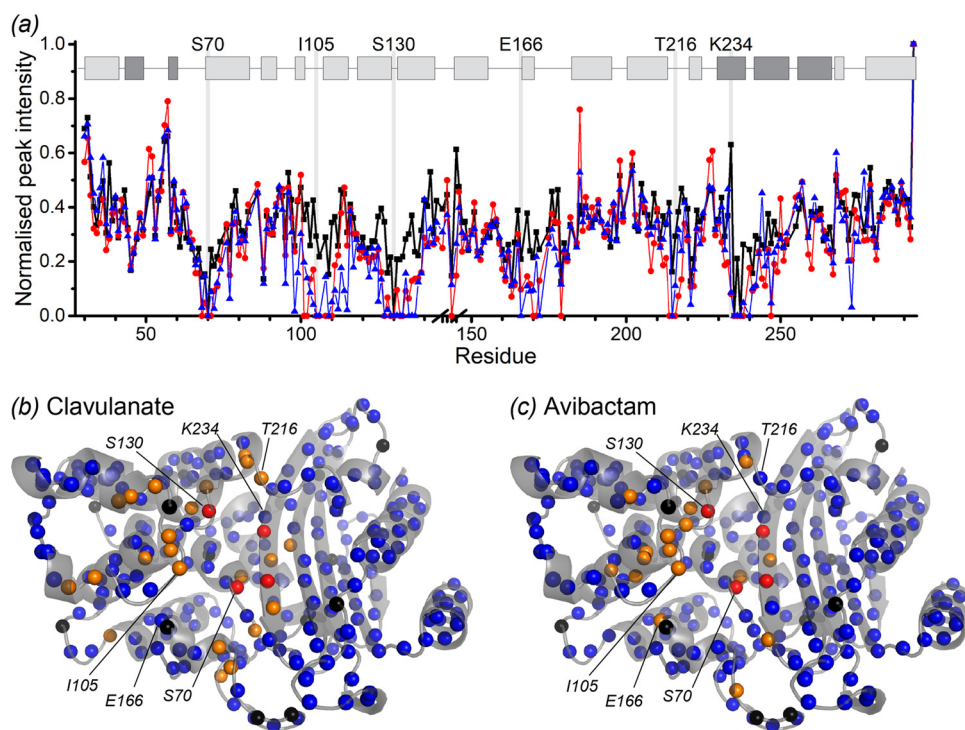 (a)
S70 I105 S130 E166 T216 K234
Normalised peak intensity
1.0
0.8
0.6
0.4
0.2
0.0
50 100 150 200 250
Residue
(b) Clavulanate
S130
K234
T216
I105
E166
S70
(c) Avibactam
S130
K234
T216
I105
E166
S70